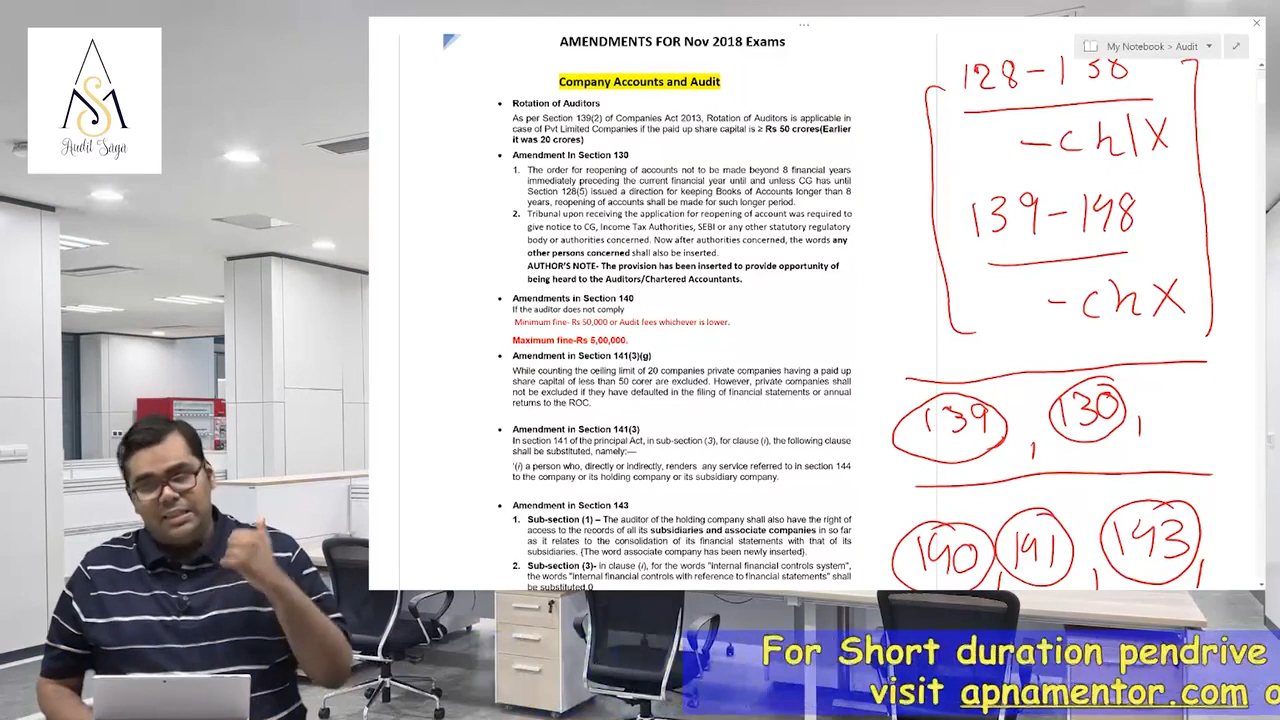 Audit Saga
...
AMENDMENTS FOR Nov 2018 Exams
My Notebook > Audit
Company Accounts and Audit
• Rotation of Auditors
As per Section 139(2) of Companies Act 2013, Rotation of Auditors is applicable in
case of Pvt Limited Companies if the paid up share capital is ≥ Rs 50 crores(Earlier
it was 20 crores)
• Amendment In Section 130
1. The order for reopening of accounts not to be made beyond 8 financial years
immediately preceding the current financial year until and unless CG has until
Section 128(5) issued a direction for keeping Books of Accounts longer than 8
years, reopening of accounts shall be made for such longer period.
2. Tribunal upon receiving the application for reopening of account was required to
give notice to CG, Income Tax Authorities, SEBI or any other statutory regulatory
body or authorities concerned. Now after authorities concerned, the words any
other persons concerned shall also be inserted.
AUTHOR'S NOTE- The provision has been inserted to provide opportunity of
being heard to the Auditors/Chartered Accountants.
• Amendments in Section 140
If the auditor does not comply
Minimum fine- Rs 50,000 or Audit fees whichever is lower.
Maximum fine-Rs 5,00,000.
• Amendment in Section 141(3)(g)
While counting the ceiling limit of 20 companies private companies having a paid up
share capital of less than 50 corer are excluded. However, private companies shall
not be excluded if they have defaulted in the filing of financial statements or annual
returns to the ROC.
• Amendment in Section 141(3)
In section 141 of the principal Act, in sub-section (3), for clause (i), the following clause
shall be substituted, namely:—
'(i) a person who, directly or indirectly, renders any service referred to in section 144
to the company or its holding company or its subsidiary company.
• Amendment in Section 143
1. Sub-section (1) – The auditor of the holding company shall also have the right of
access to the records of all its subsidiaries and associate companies in so far
as it relates to the consolidation of its financial statements with that of its
subsidiaries. {The word associate company has been newly inserted}.
2. Sub-section (3)- in clause (i), for the words "internal financial controls system",
the words "Internal financial controls with reference to financial statements" shall
be substituted.0
128-138
- ch IX
139-148
- ch X
139, 130,
140, 141, 143,
For Short duration pendrive
visit apnamentor.com o